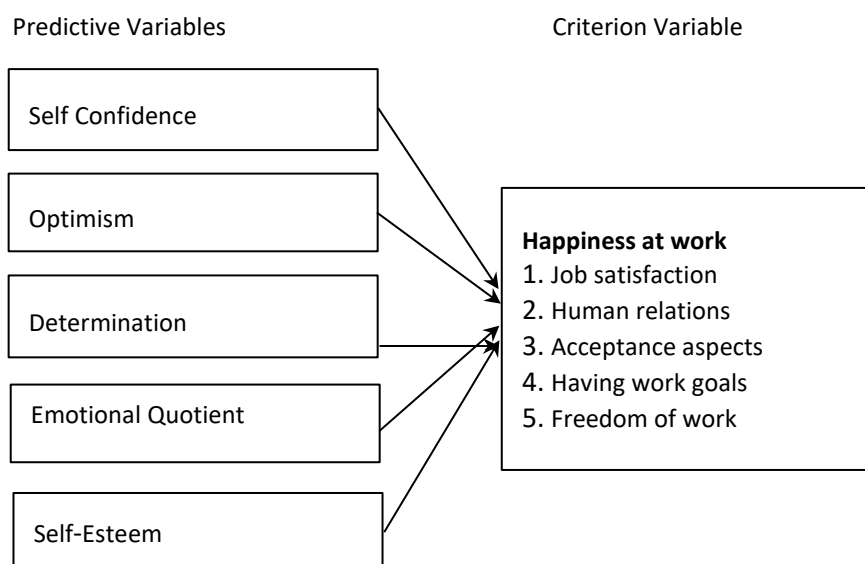 Predictive Variables
Criterion Variable
Self Confidence
Optimism
Determination
Emotional Quotient
Self-Esteem
Happiness at work
1. Job satisfaction
2. Human relations
3. Acceptance aspects
4. Having work goals
5. Freedom of work